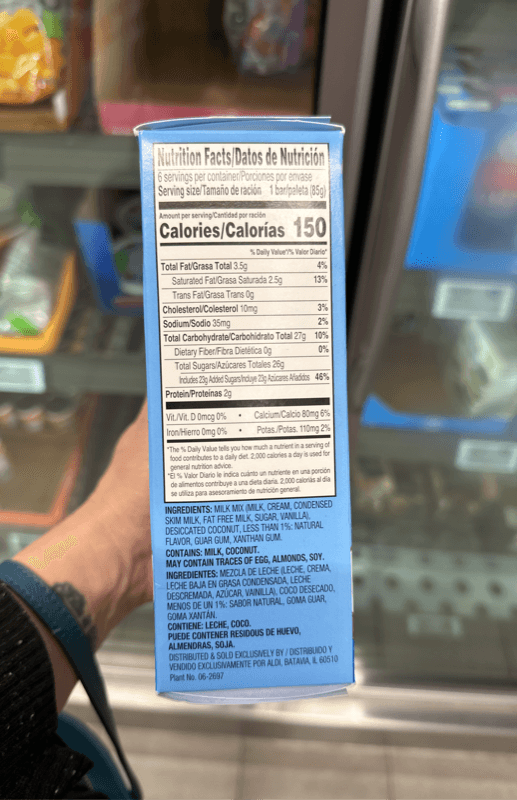 Nutrition Facts/Datos de Nutrición
6 servings per container/Porciones por envase
Serving size/Tamaño de ración 1 bar/paleta (85g)
Amount per serving/Cantidad por ración
Calories/Calorías 150
% Daily Value*/% Valor Diario*
Total Fat/Grasa Total 3.5g 4%
Saturated Fat/Grasa Saturada 2.5g 13%
Trans Fat/Grasa Trans 0g
Cholesterol/Colesterol 10mg 3%
Sodium/Sodio 35mg 2%
Total Carbohydrate/Carbohidrato Total 27g 10%
Dietary Fiber/Fibra Dietética 0g 0%
Total Sugars/Azúcares Totales 26g
Includes 23g Added Sugars/Incluye 23g Azúcares Añadidos 46%
Protein/Proteínas 2g
Vit./Vit. D 0mcg 0% • Calcium/Calcio 80mg 6%
Iron/Hierro 0mg 0% • Potas./Potas. 110mg 2%
*The % Daily Value tells you how much a nutrient in a serving of
food contributes to a daily diet. 2,000 calories a day is used for
general nutrition advice.
*El % Valor Diario le indica cuánto un nutriente en una porción
de alimentos contribuye a una dieta diaria. 2,000 calorías al día
se utiliza para asesoramiento de nutrición general.
INGREDIENTS: MILK MIX (MILK, CREAM, CONDENSED
SKIM MILK, FAT FREE MILK, SUGAR, VANILLA),
DESICCATED COCONUT, LESS THAN 1%: NATURAL
FLAVOR, GUAR GUM, XANTHAN GUM.
CONTAINS: MILK, COCONUT.
MAY CONTAIN TRACES OF EGG, ALMONDS, SOY.
INGREDIENTES: MEZCLA DE LECHE (LECHE, CREMA,
LECHE BAJA EN GRASA CONDENSADA, LECHE
DESCREMADA, AZÚCAR, VAINILLA), COCO DESECADO,
MENOS DE UN 1%: SABOR NATURAL, GOMA GUAR,
GOMA XANTÁN.
CONTIENE: LECHE, COCO.
PUEDE CONTENER RESIDUOS DE HUEVO,
ALMENDRAS, SOJA.
DISTRIBUTED & SOLD EXCLUSIVELY BY / DISTRIBUIDO Y
VENDIDO EXCLUSIVAMENTE POR ALDI, BATAVIA, IL 60510
Plant No. 06-2697